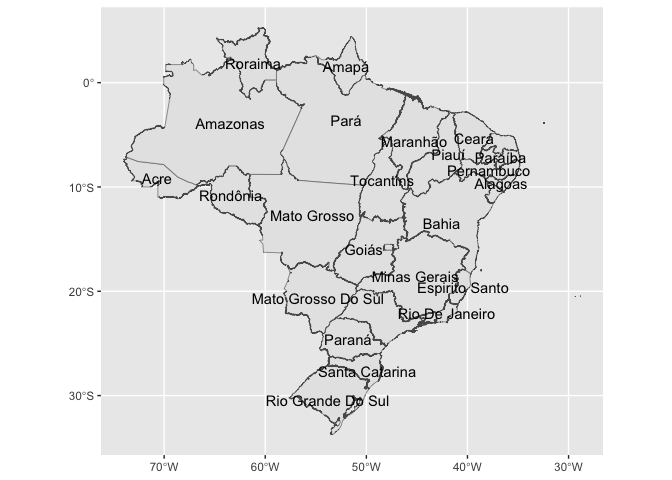 Roraima
Amapá
0°
Amazonas
Pará
Maranhão
Ceará
Piauí
Paraíba
Pernambuco
Acre
Tocantins
Alagoas
10°S
Rondônia
Mato Grosso
Bahia
Goiás
Minas Gerais
Espirito Santo
20°S
Mato Grosso Do Sul
Rio De Janeiro
Paraná
Santa Catarina
30°S
Rio Grande Do Sul
70°W
60°W
50°W
40°W
30°W